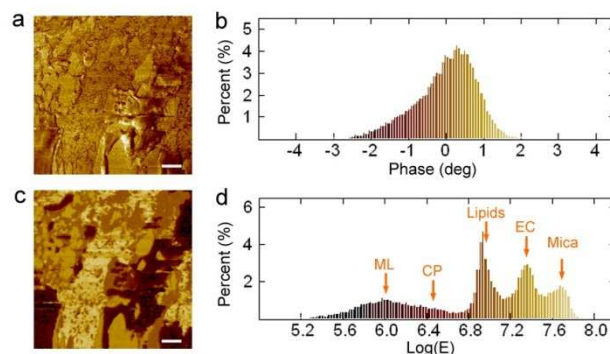 a
b
Percent (%)
5
4
3
2
1
-4 -3 -2 -1 0 1 2 3 4
Phase (deg)
c
d
Percent (%)
6
4
2
ML
CP
Lipids
EC
Mica
5.2 5.6 6.0 6.4 6.8 7.2 7.6 8.0
Log(E)